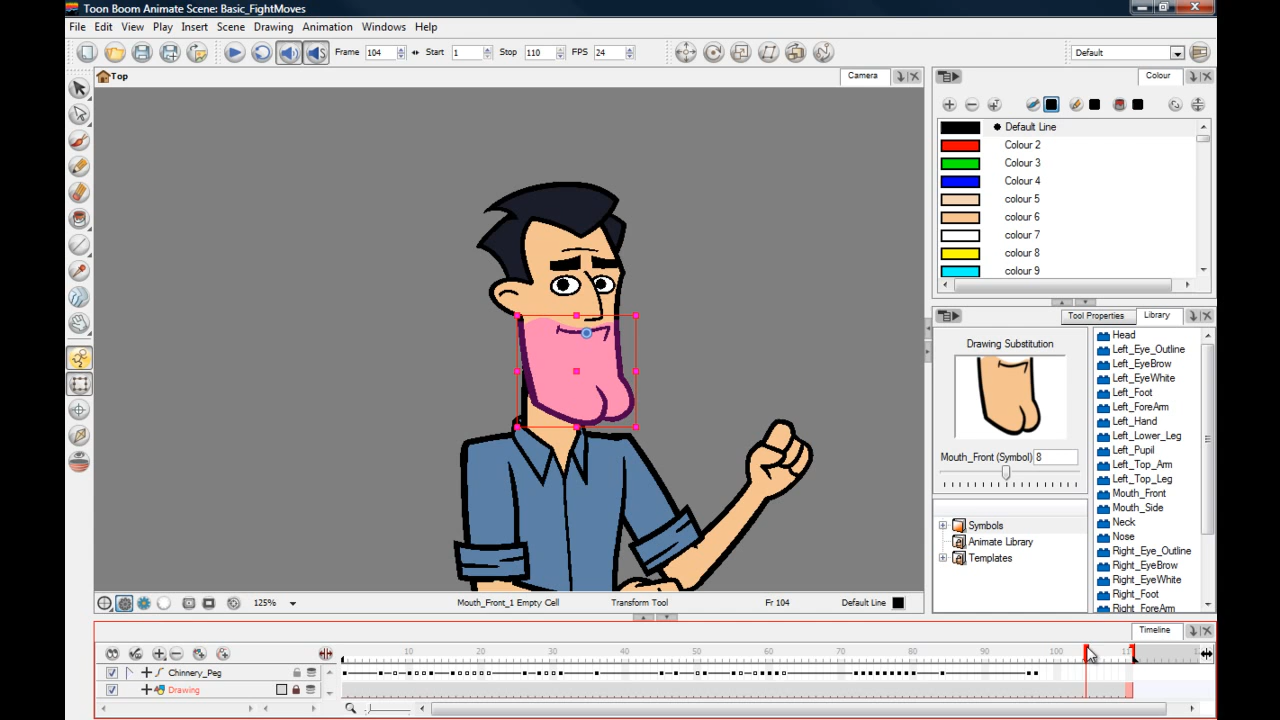 Toon Boom Animate Scene: Basic_FightMoves
File Edit View Play Insert Scene Drawing Animation Windows Help
Frame 104 Start 1 Stop 110 FPS 24 Default
Top Camera Colour
Default Line
Colour 2
Colour 3
Colour 4
colour 5
colour 6
colour 7
colour 8
colour 9
Tool Properties Library
Drawing Substitution
Mouth_Front (Symbol) 8
Symbols
Animate Library
Templates
Head
Left_Eye_Outline
Left_EyeBrow
Left_EyeWhite
Left_Foot
Left_ForeArm
Left_Hand
Left_Lower_Leg
Left_Pupil
Left_Top_Arm
Left_Top_Leg
Mouth_Front
Mouth_Side
Neck
Nose
Right_Eye_Outline
Right_EyeBrow
Right_EyeWhite
Right_Foot
Right_ForeArm
125% Mouth_Front_1 Empty Cell Transform Tool Fr 104 Default Line
Timeline
10 20 30 40 50 60 70 80 90 100
Chinnery_Peg
Drawing